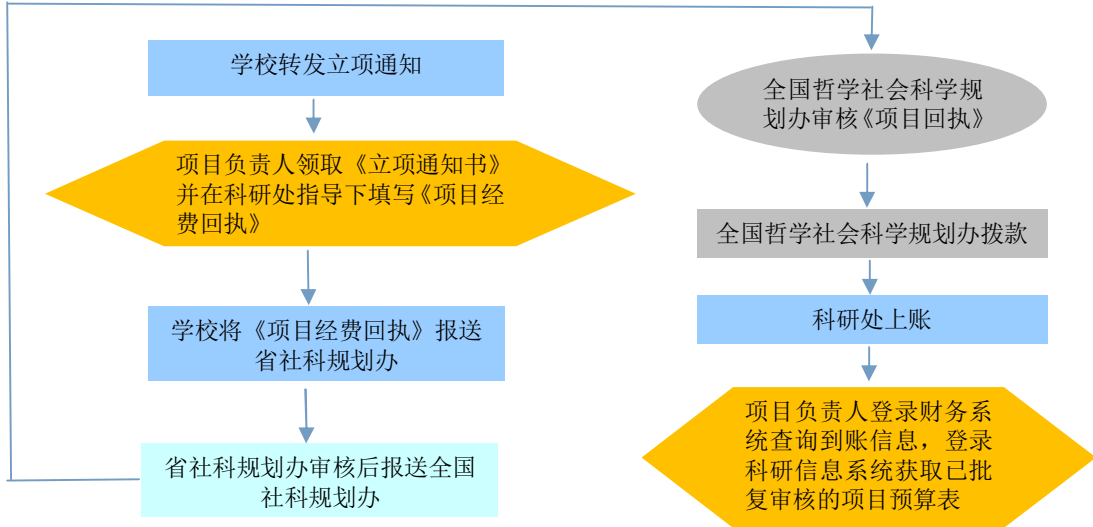 学校转发立项通知
项目负责人领取《立项通知书》
并在科研处指导下填写《项目经
费回执》
学校将《项目经费回执》报送
省社科规划办
省社科规划办审核后报送全国
社科规划办
全国哲学社会科学规
划办审核《项目回执》
全国哲学社会科学规划办拨款
科研处上账
项目负责人登录财务系
统查询到账信息，登录
科研信息系统获取已批
复审核的项目预算表